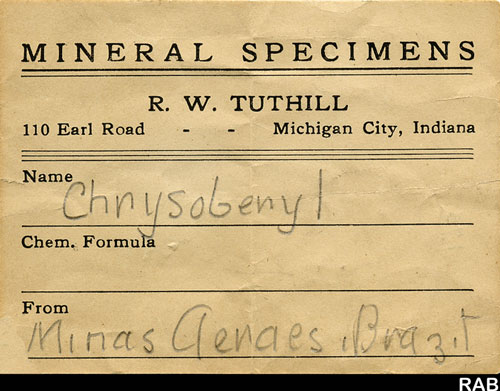 MINERAL SPECIMENS
R. W. TUTHILL
110 Earl Road - - Michigan City, Indiana
Name
Chrysoberyl
Chem. Formula
From
Minas Geraes, Brazil
RAB